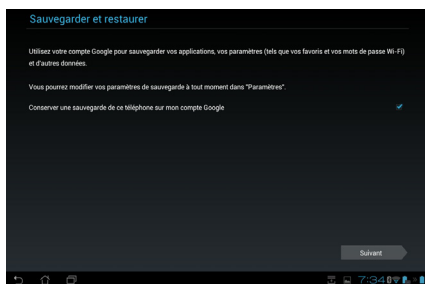 Sauvegarder et restaurer
Utilisez votre compte Google pour sauvegarder vos applications, vos paramètres (tels que vos favoris et vos mots de passe Wi-Fi)
et d'autres données.
Vous pourrez modifier vos paramètres de sauvegarde à tout moment dans "Paramètres".
Conserver une sauvegarde de ce téléphone sur mon compte Google
Suivant
7:34